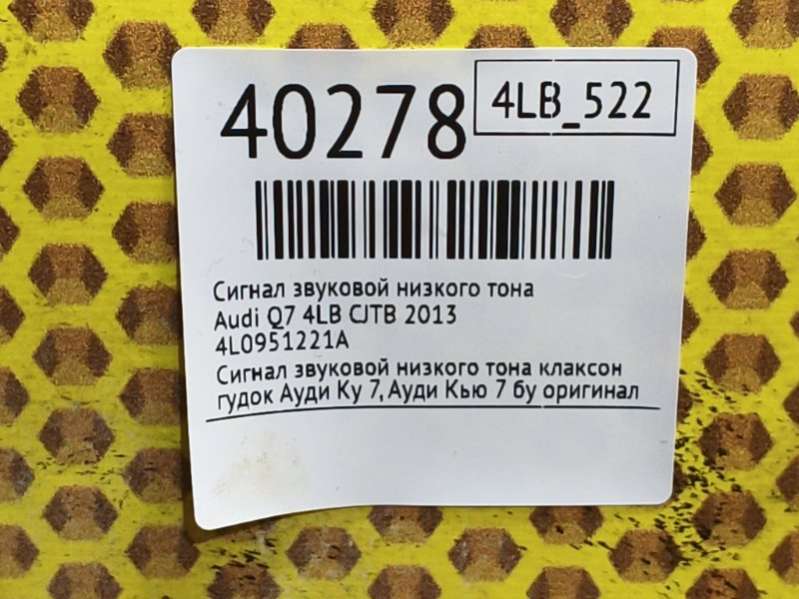 40278
4LB_522
Сигнал звуковой низкого тона
Audi Q7 4LB CJTB 2013
4L0951221A
Сигнал звуковой низкого тона клаксон
гудок Ауди Ку 7, Ауди Кью 7 бу оригинал